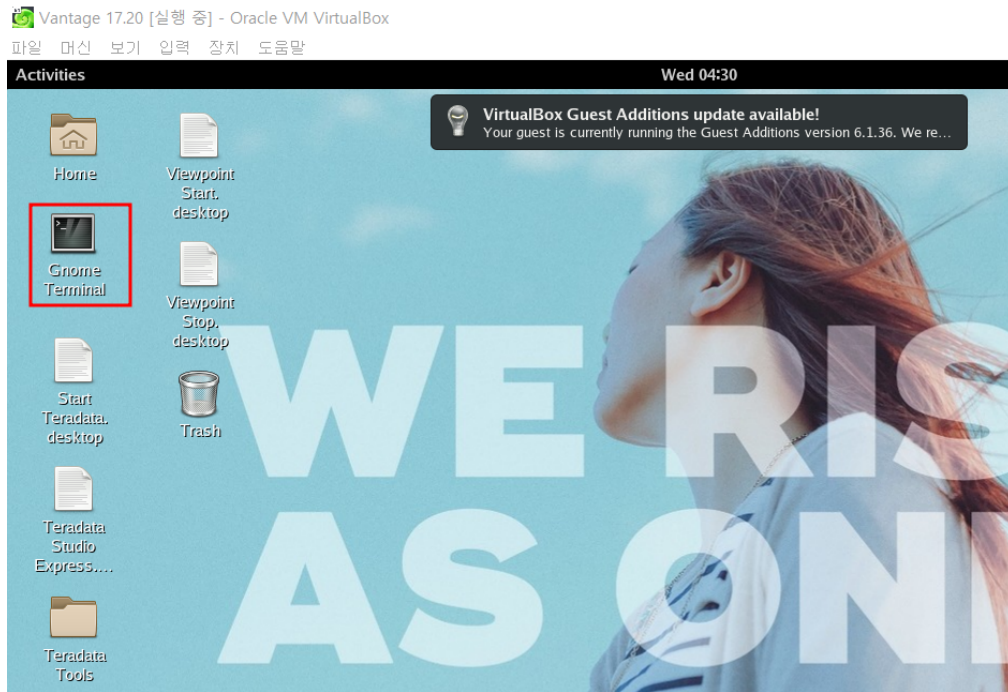 Vantage 17.20 [실행 중] - Oracle VM VirtualBox
파일 머신 보기 입력 장치 도움말
Activities
Wed 04:30
VirtualBox Guest Additions update available!
Your guest is currently running the Guest Additions version 6.1.36. We re…
Home
Gnome
Terminal
Start
Teradata.
desktop
Teradata
Studio
Express.…
Teradata
Tools
Viewpoint
Start.
desktop
Viewpoint
Stop.
desktop
Trash
WE RIS
AS ON